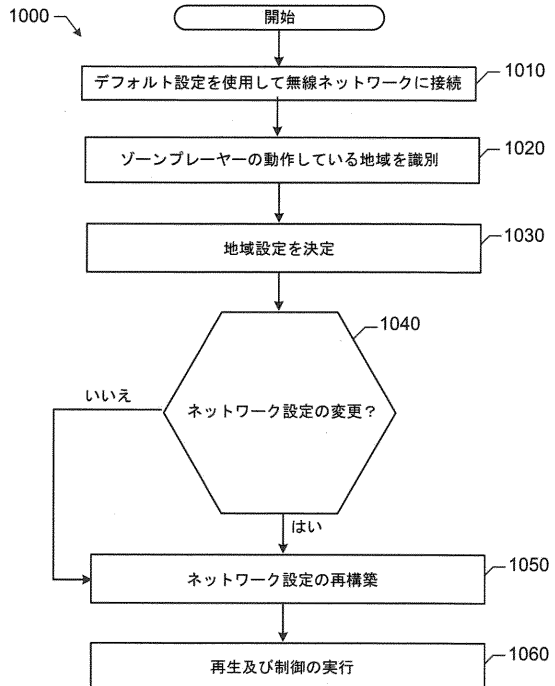 1000
開始
デフォルト設定を使用して無線ネットワークに接続
1010
ゾーンプレーヤーの動作している地域を識別
1020
地域設定を決定
1030
1040
ネットワーク設定の変更？
いいえ
はい
ネットワーク設定の再構築
1050
再生及び制御の実行
1060